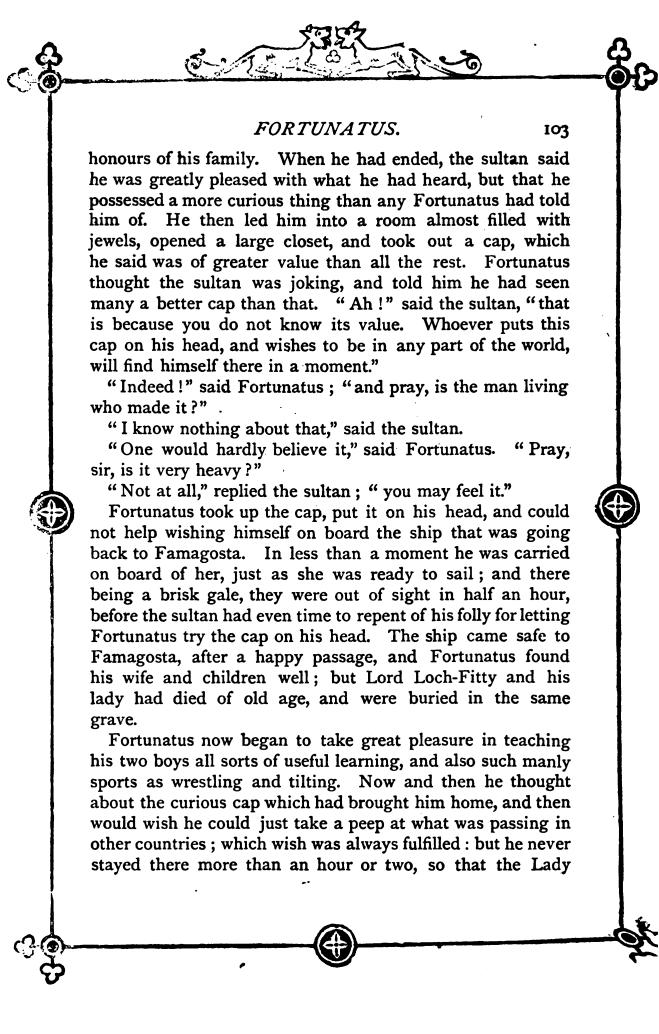 FORTUNATUS. 103
honours of his family. When he had ended, the sultan said
he was greatly pleased with what he had heard, but that he
possessed a more curious thing than any Fortunatus had told
him of. He then led him into a room almost filled with
jewels, opened a large closet, and took out a cap, which
he said was of greater value than all the rest. Fortunatus
thought the sultan was joking, and told him he had seen
many a better cap than that. “Ah !” said the sultan, “that
is because you do not know its value. Whoever puts this
cap on his head, and wishes to be in any part of the world,
will find himself there in a moment.”
“Indeed !” said Fortunatus ; “and pray, is the man living
who made it ?”
“I know nothing about that,” said the sultan.
“One would hardly believe it,” said Fortunatus. “Pray,
sir, is it very heavy ?”
“Not at all,” replied the sultan ; “you may feel it.”
Fortunatus took up the cap, put it on his head, and could
not help wishing himself on board the ship that was going
back to Famagosta. In less than a moment he was carried
on board of her, just as she was ready to sail ; and there
being a brisk gale, they were out of sight in half an hour,
before the sultan had even time to repent of his folly for letting
Fortunatus try the cap on his head. The ship came safe to
Famagosta, after a happy passage, and Fortunatus found
his wife and children well ; but Lord Loch-Fitty and his
lady had died of old age, and were buried in the same
grave.
Fortunatus now began to take great pleasure in teaching
his two boys all sorts of useful learning, and also such manly
sports as wrestling and tilting. Now and then he thought
about the curious cap which had brought him home, and then
would wish he could just take a peep at what was passing in
other countries ; which wish was always fulfilled : but he never
stayed there more than an hour or two, so that the Lady